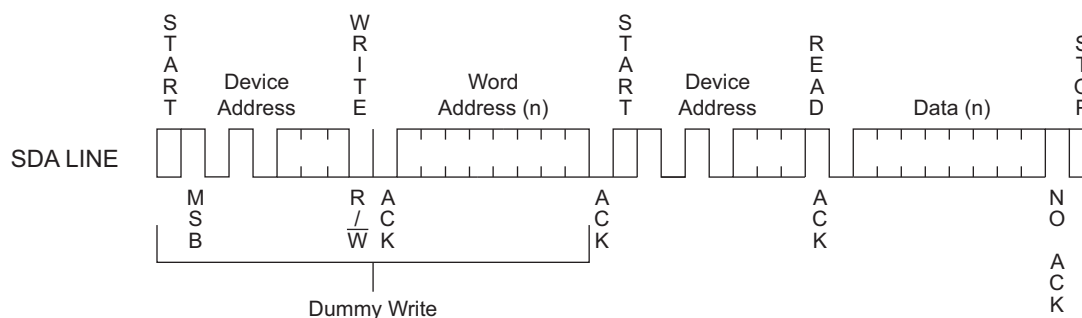 START
WRITE
START
READ
STOP
Device
Address
Word
Address (n)
Device
Address
Data (n)
SDA LINE
MSB
R/W
ACK
ACK
ACK
NO ACK
Dummy Write